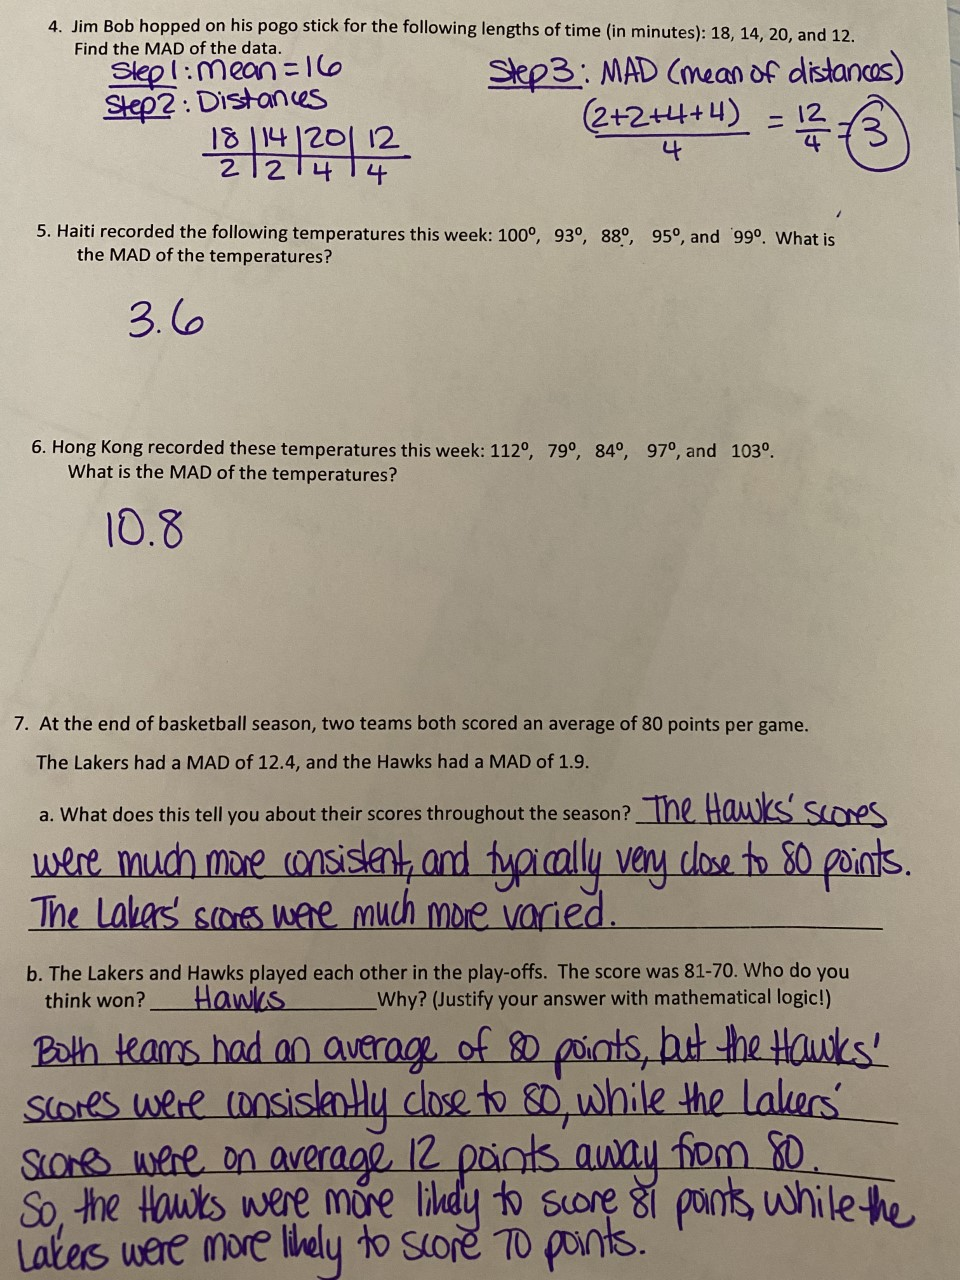 4. Jim Bob hopped on his pogo stick for the following lengths of time (in minutes): 18, 14, 20, and 12.
Find the MAD of the data.
Step 1: mean = 16
Step 2: Distances
18 | 14 | 20 | 12
2 | 2 | 4 | 4
Step 3: MAD (mean of distances)
(2+2+4+4) / 4 = 12/4 = 3
5. Haiti recorded the following temperatures this week: 100⁰, 93⁰, 88⁰, 95⁰, and 99⁰. What is
the MAD of the temperatures?
3.6
6. Hong Kong recorded these temperatures this week: 112⁰, 79⁰, 84⁰, 97⁰, and 103⁰.
What is the MAD of the temperatures?
10.8
7. At the end of basketball season, two teams both scored an average of 80 points per game.
The Lakers had a MAD of 12.4, and the Hawks had a MAD of 1.9.
a. What does this tell you about their scores throughout the season? The Hawks' scores
were much more consistent, and typically very close to 80 points.
The Lakers' scores were much more varied.
b. The Lakers and Hawks played each other in the play-offs. The score was 81-70. Who do you
think won? Hawks Why? (Justify your answer with mathematical logic!)
Both teams had an average of 80 points, but the Hawks'
scores were consistently close to 80, while the Lakers'
scores were on average 12 points away from 80.
So, the Hawks were more likely to score 81 points, while the
Lakers were more likely to score 70 points.